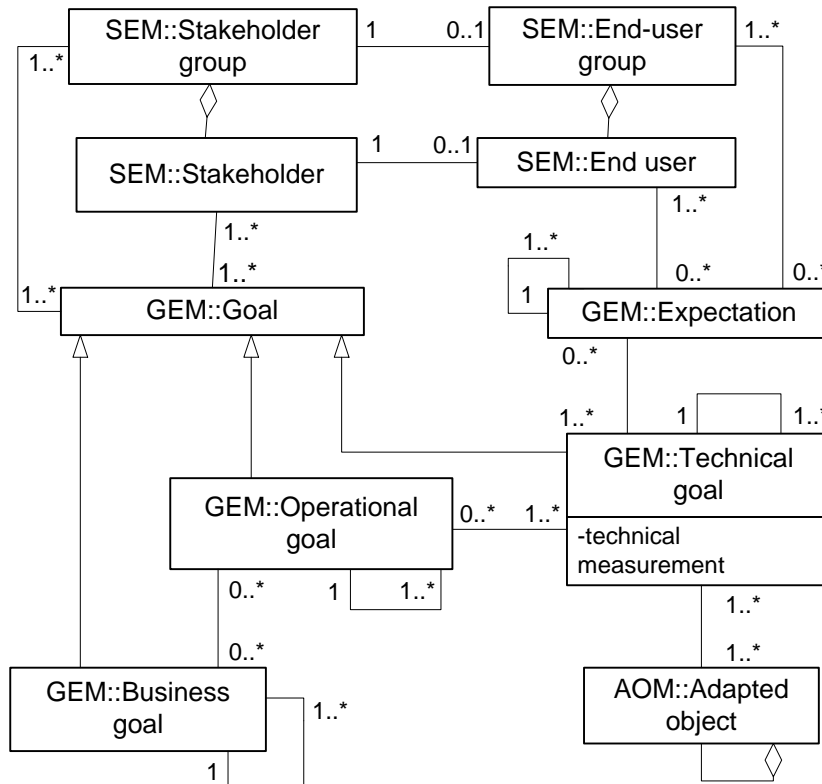 SEM::Stakeholder
group
1
0..1
SEM::End-user
group
1..*
1..*
SEM::Stakeholder
1
0..1
SEM::End user
1..*
1..*
1..*
1..*
0..*
0..*
1..*
1
GEM::Goal
GEM::Expectation
0..*
1..*
1
1..*
GEM::Technical
goal
-technical
measurement
GEM::Operational
goal
0..*
1..*
0..*
1
1..*
1..*
0..*
1..*
GEM::Business
goal
1..*
1
AOM::Adapted
object